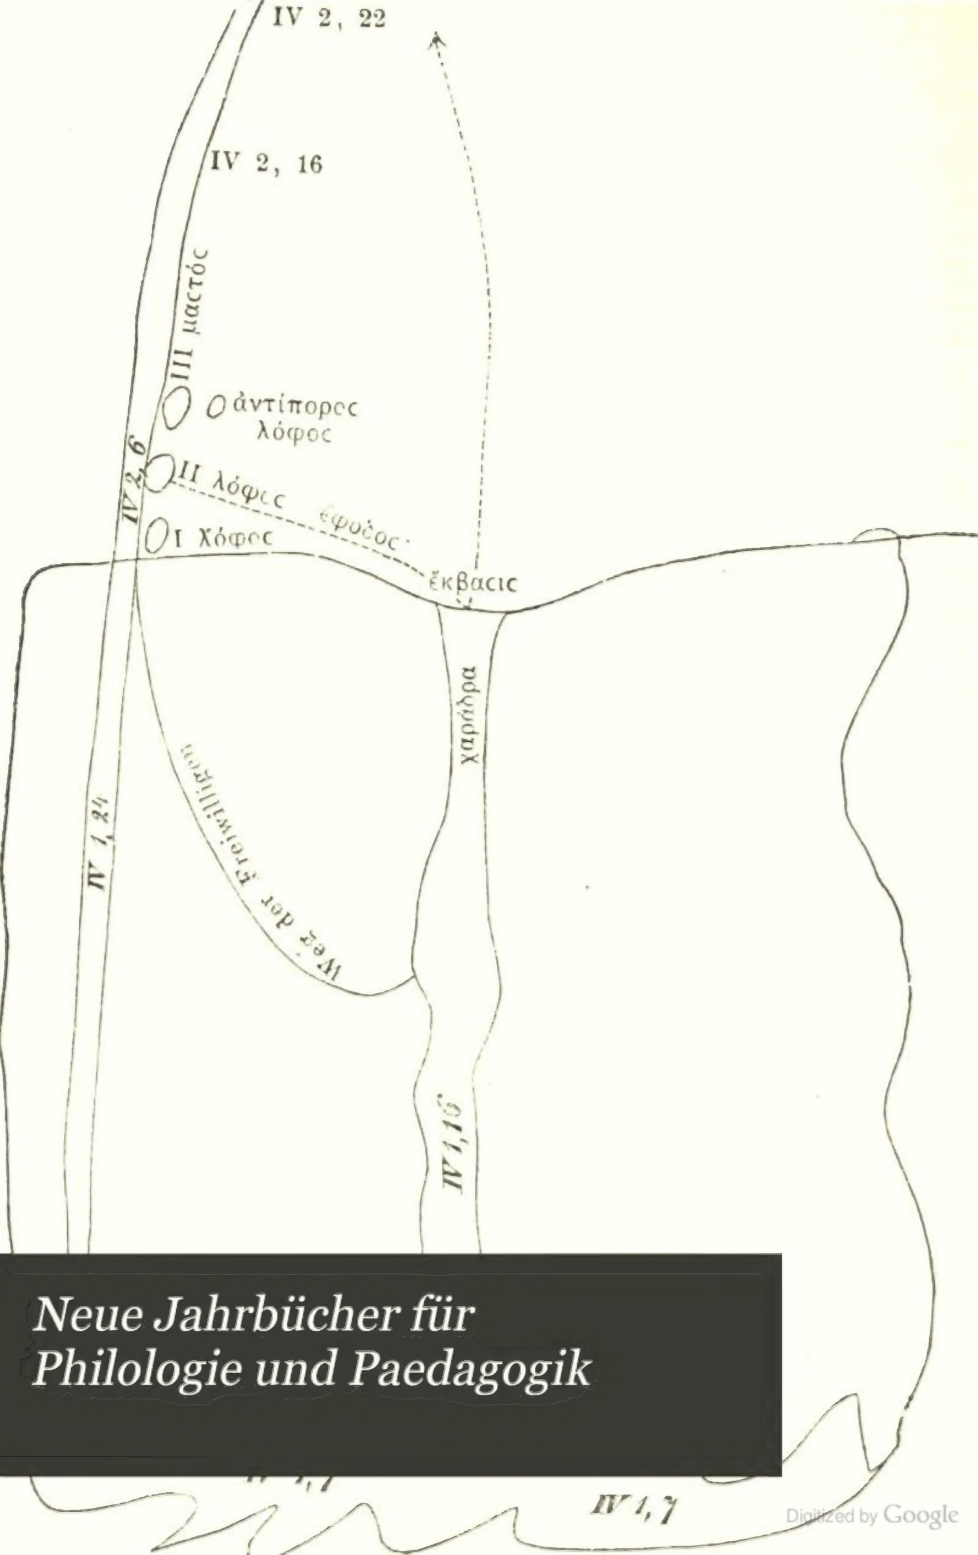 IV 2, 22
IV 2, 16
III μαστός
ἀντίπορος
λόφος
IV 2, 6
II λόφος
ἔφοδος
I χόφος
ἔκβασις
χαράδρα
Weg der Freiwilligen
IV 1, 24
IV 1, 16
Neue Jahrbücher für
Philologie und Paedagogik
IV 1, 7
Digitized by Google